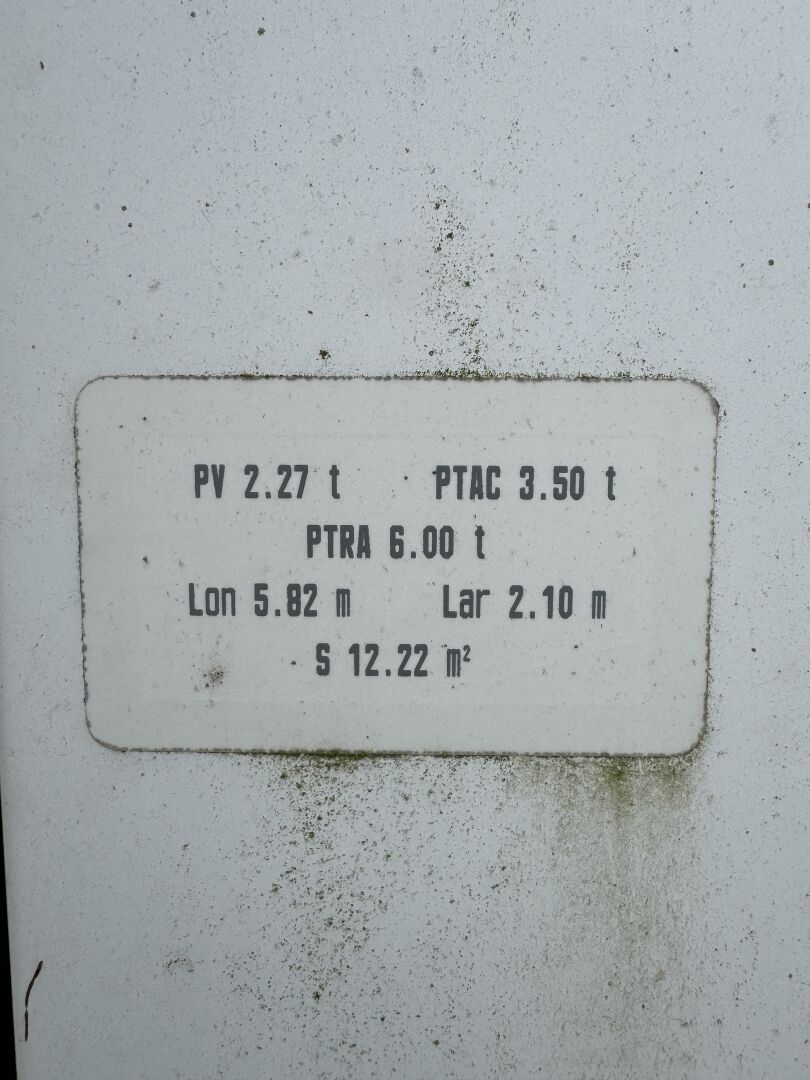 PV 2.27 t PTAC 3.50 t
PTRA 6.00 t
Lon 5.82 m Lar 2.10 m
S 12.22 m²